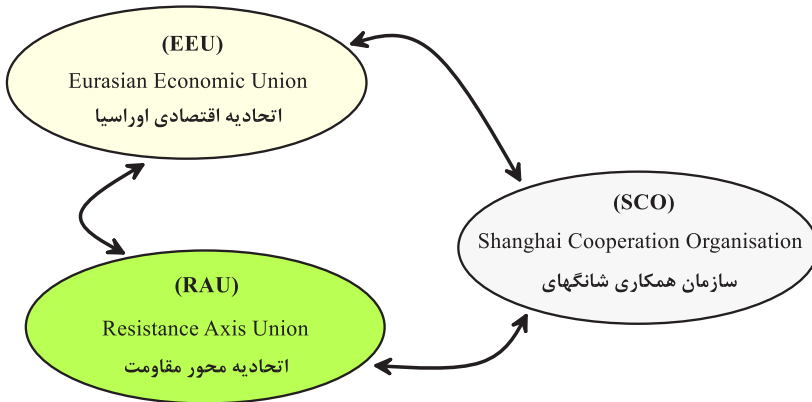 (EEU)
Eurasian Economic Union
اتحادیه اقتصادی اوراسیا
(SCO)
Shanghai Cooperation Organisation
سازمان همکاری شانگهای
(RAU)
Resistance Axis Union
اتحادیه محور مقاومت